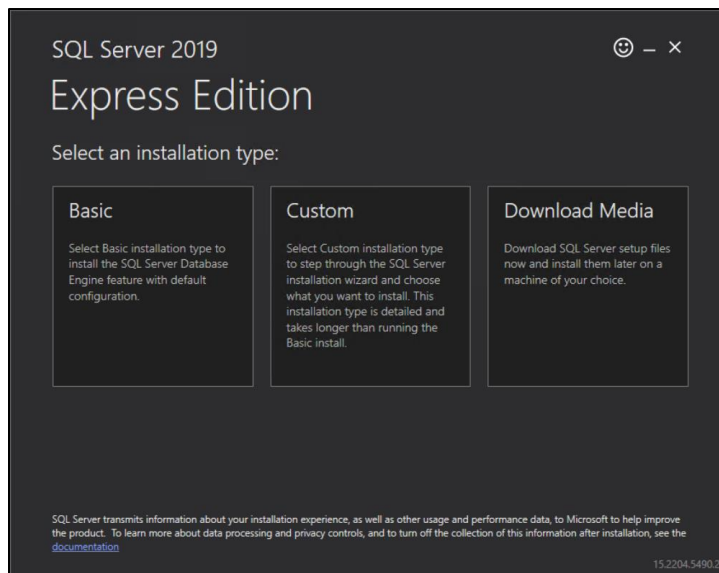 SQL Server 2019
Express Edition
Select an installation type:
Basic
Select Basic installation type to
install the SQL Server Database
Engine feature with default
configuration.
Custom
Select Custom installation type
to step through the SQL Server
installation wizard and choose
what you want to install. This
installation type is detailed and
takes longer than running the
Basic install.
Download Media
Download SQL Server setup files
now and install them later on a
machine of your choice.
SQL Server transmits information about your installation experience, as well as other usage and performance data, to Microsoft to help improve
the product. To learn more about data processing and privacy controls, and to turn off the collection of this information after installation, see the
documentation
15.2204.5490.2